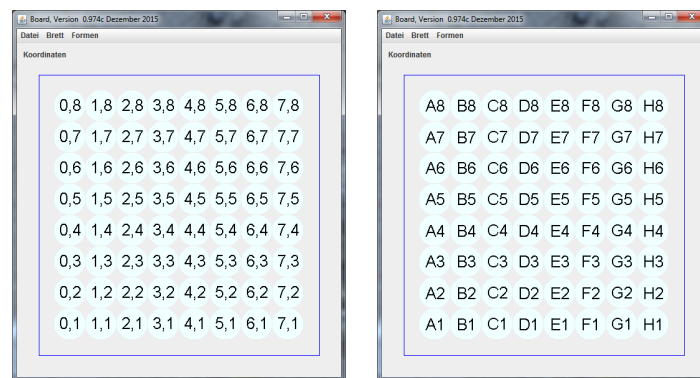 Board, Version 0.974c Dezember 2015
Datei Brett Formen
Koordinaten
0,8 1,8 2,8 3,8 4,8 5,8 6,8 7,8
0,7 1,7 2,7 3,7 4,7 5,7 6,7 7,7
0,6 1,6 2,6 3,6 4,6 5,6 6,6 7,6
0,5 1,5 2,5 3,5 4,5 5,5 6,5 7,5
0,4 1,4 2,4 3,4 4,4 5,4 6,4 7,4
0,3 1,3 2,3 3,3 4,3 5,3 6,3 7,3
0,2 1,2 2,2 3,2 4,2 5,2 6,2 7,2
0,1 1,1 2,1 3,1 4,1 5,1 6,1 7,1
Board, Version 0.974c Dezember 2015
Datei Brett Formen
Koordinaten
A8 B8 C8 D8 E8 F8 G8 H8
A7 B7 C7 D7 E7 F7 G7 H7
A6 B6 C6 D6 E6 F6 G6 H6
A5 B5 C5 D5 E5 F5 G5 H5
A4 B4 C4 D4 E4 F4 G4 H4
A3 B3 C3 D3 E3 F3 G3 H3
A2 B2 C2 D2 E2 F2 G2 H2
A1 B1 C1 D1 E1 F1 G1 H1